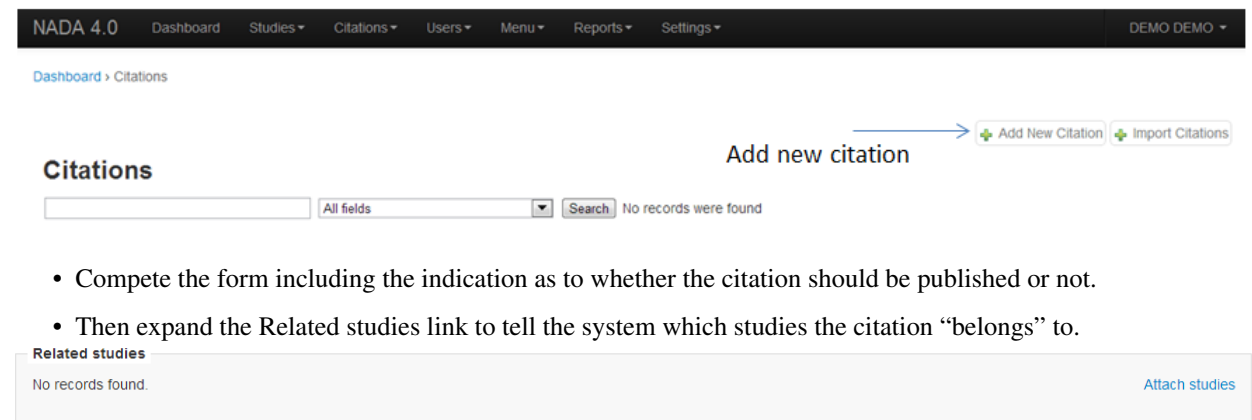 NADA 4.0 Dashboard Studies Citations Users Menu Reports Settings DEMO DEMO
Dashboard › Citations
Add New Citation Import Citations
Add new citation
Citations
All fields Search No records were found
• Compete the form including the indication as to whether the citation should be published or not.
• Then expand the Related studies link to tell the system which studies the citation “belongs” to.
Related studies
No records found. Attach studies